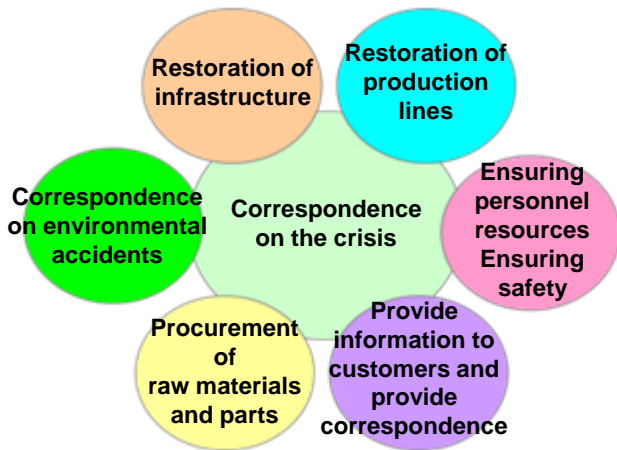 Restoration of
infrastructure
Restoration of
production
lines
Correspondence
on environmental
accidents
Correspondence
on the crisis
Ensuring
personnel
resources
Ensuring
safety
Procurement
of
raw materials
and parts
Provide
information to
customers and
provide
correspondence